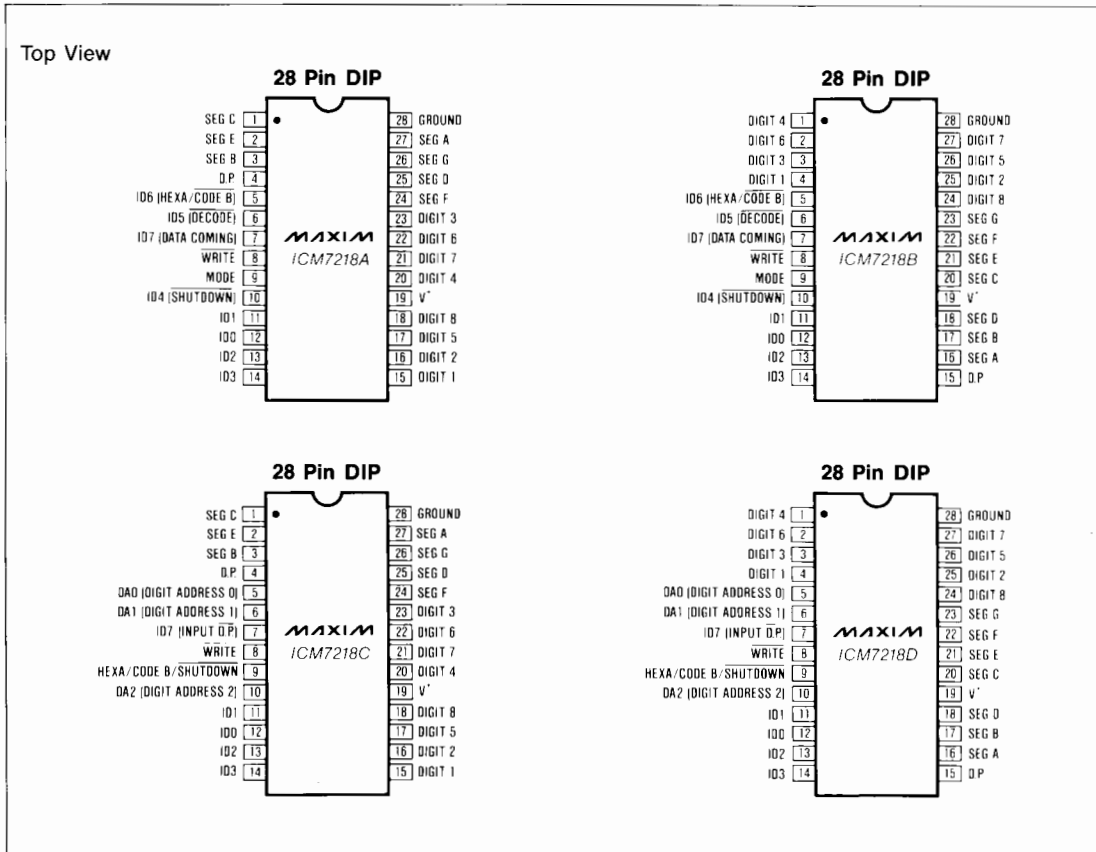 Top View
28 Pin DIP
SEG C 1
SEG E 2
SEG B 3
D.P. 4
ID6 (HEXA/CODE B) 5
ID5 (DECODE) 6
ID7 (DATA COMING) 7
WRITE 8
MODE 9
ID4 (SHUTDOWN) 10
ID1 11
ID0 12
ID2 13
ID3 14
MAXIM
ICM7218A
28 GROUND
27 SEG A
26 SEG G
25 SEG D
24 SEG F
23 DIGIT 3
22 DIGIT 6
21 DIGIT 7
20 DIGIT 4
19 V+
18 DIGIT 8
17 DIGIT 5
16 DIGIT 2
15 DIGIT 1
28 Pin DIP
DIGIT 4 1
DIGIT 6 2
DIGIT 3 3
DIGIT 1 4
ID6 (HEXA/CODE B) 5
ID5 (DECODE) 6
ID7 (DATA COMING) 7
WRITE 8
MODE 9
ID4 (SHUTDOWN) 10
ID1 11
ID0 12
ID2 13
ID3 14
MAXIM
ICM7218B
28 GROUND
27 DIGIT 7
26 DIGIT 5
25 DIGIT 2
24 DIGIT 8
23 SEG G
22 SEG F
21 SEG E
20 SEG C
19 V+
18 SEG D
17 SEG B
16 SEG A
15 D.P
28 Pin DIP
SEG C 1
SEG E 2
SEG B 3
D.P. 4
DA0 (DIGIT ADDRESS 0) 5
DA1 (DIGIT ADDRESS 1) 6
ID7 (INPUT D.P) 7
WRITE 8
HEXA/CODE B/SHUTDOWN 9
DA2 (DIGIT ADDRESS 2) 10
ID1 11
ID0 12
ID2 13
ID3 14
MAXIM
ICM7218C
28 GROUND
27 SEG A
26 SEG G
25 SEG D
24 SEG F
23 DIGIT 3
22 DIGIT 6
21 DIGIT 7
20 DIGIT 4
19 V+
18 DIGIT 8
17 DIGIT 5
16 DIGIT 2
15 DIGIT 1
28 Pin DIP
DIGIT 4 1
DIGIT 6 2
DIGIT 3 3
DIGIT 1 4
DA0 (DIGIT ADDRESS 0) 5
DA1 (DIGIT ADDRESS 1) 6
ID7 (INPUT D.P) 7
WRITE 8
HEXA/CODE B/SHUTDOWN 9
DA2 (DIGIT ADDRESS 2) 10
ID1 11
ID0 12
ID2 13
ID3 14
MAXIM
ICM7218D
28 GROUND
27 DIGIT 7
26 DIGIT 5
25 DIGIT 2
24 DIGIT 8
23 SEG G
22 SEG F
21 SEG E
20 SEG C
19 V+
18 SEG D
17 SEG B
16 SEG A
15 D.P